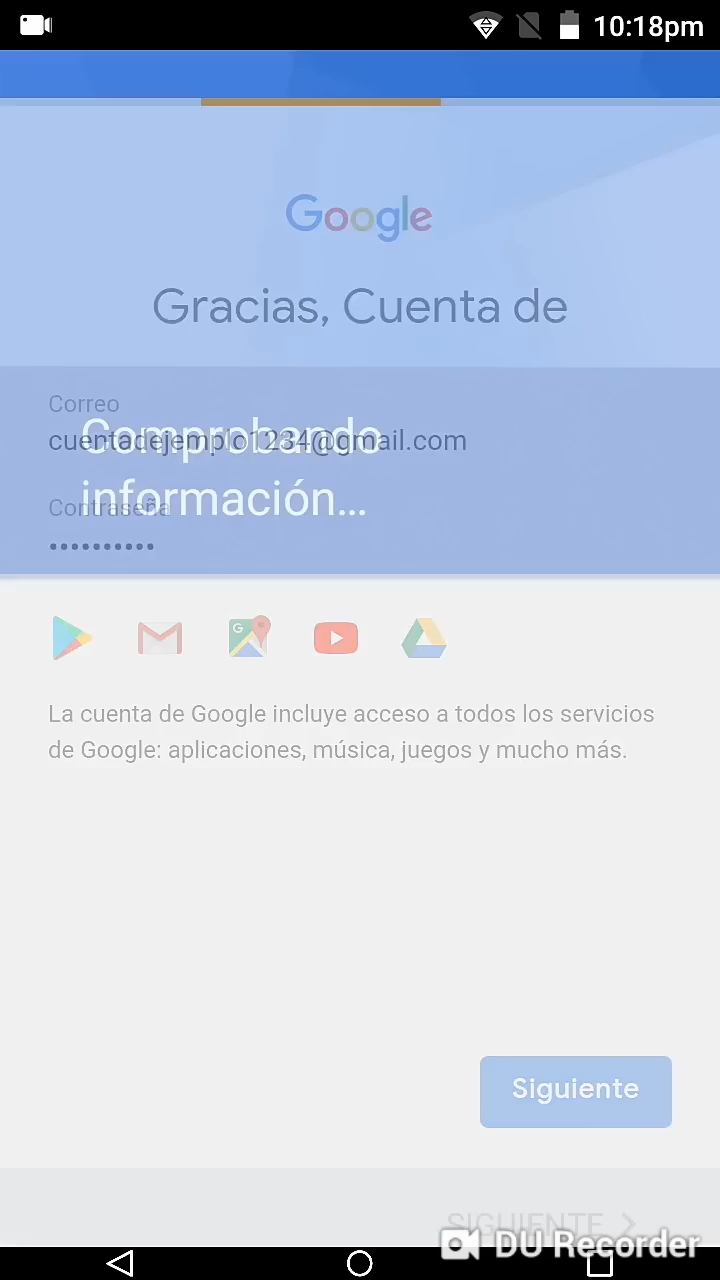 10:18pm
Google
Gracias, Cuenta de
Correo
cuentadejemplo1234@gmail.com
Comprobando
información...
Contraseña
La cuenta de Google incluye acceso a todos los servicios
de Google: aplicaciones, música, juegos y mucho más.
Siguiente
SIGUIENTE
DU Recorder